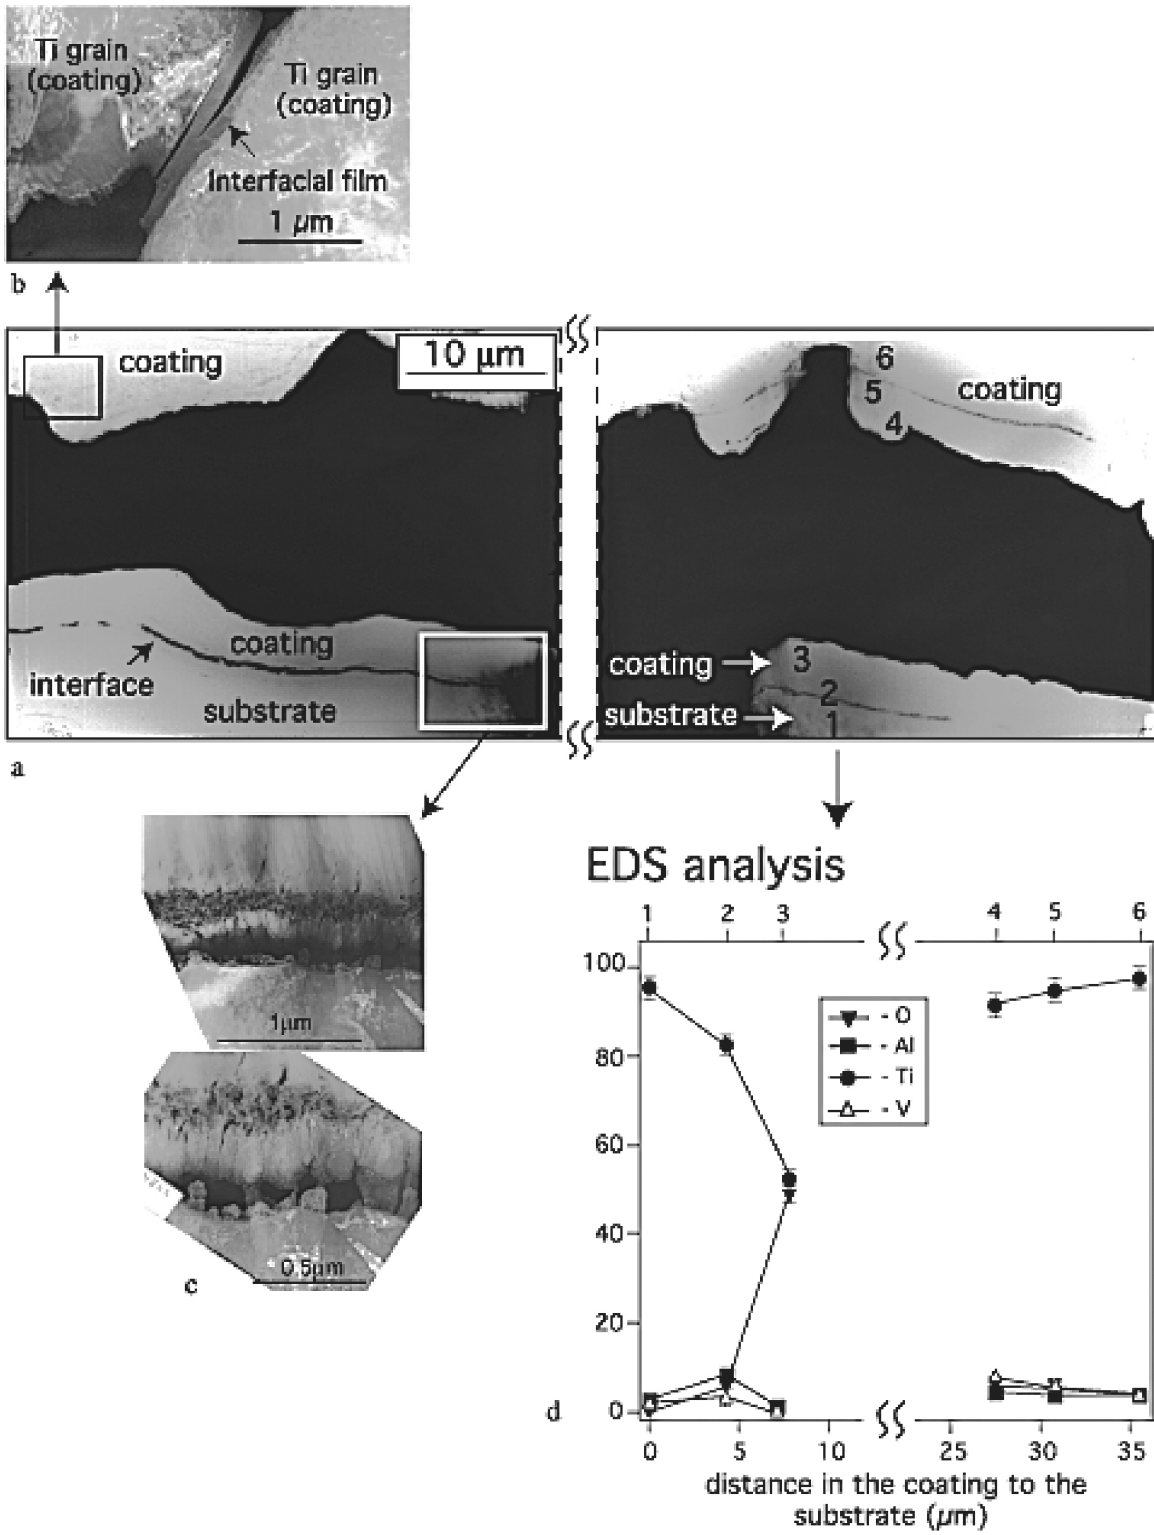 Ti grain
(coating)
Ti grain
(coating)
Interfacial film
1 µm
b
coating
10 µm
6
5
coating
4
coating
interface
substrate
coating
3
2
substrate
1
a
1µm
0.5µm
c
EDS analysis
1 2 3 4 5 6
100
80
60
40
20
0
- O
- Al
- Ti
- V
d
0 5 10 25 30 35
distance in the coating to the
substrate (µm)